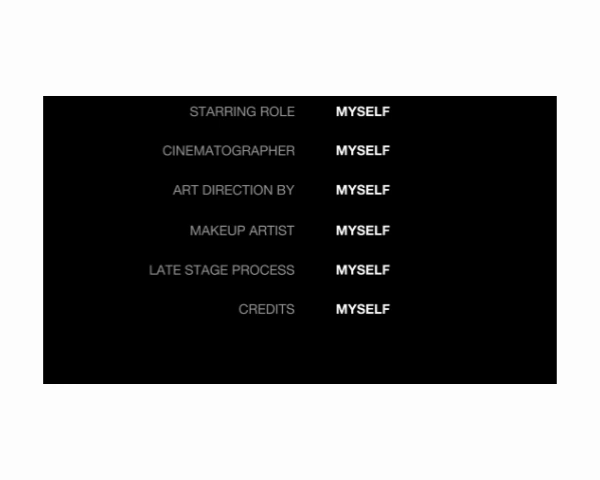 STARRING ROLE MYSELF
CINEMATOGRAPHER MYSELF
ART DIRECTION BY MYSELF
MAKEUP ARTIST MYSELF
LATE STAGE PROCESS MYSELF
CREDITS MYSELF